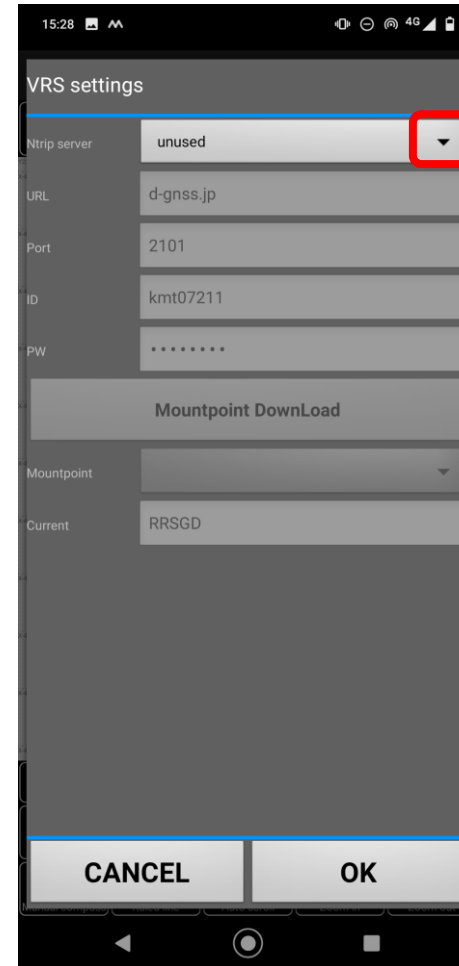 15:28 4G
VRS settings
Ntrip server unused
URL d-gnss.jp
Port 2101
ID kmt07211
PW ········
Mountpoint DownLoad
Mountpoint
Current RRSGD
CANCEL OK